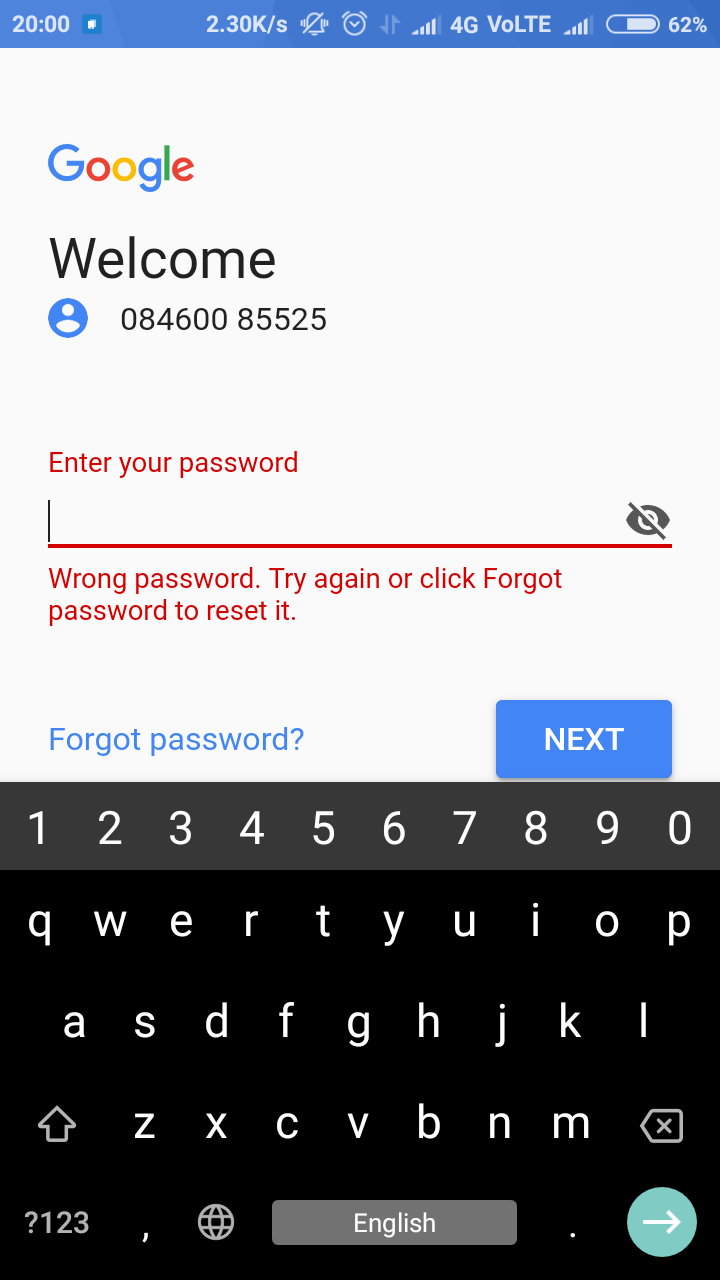 20:00 2.30K/s 4G VoLTE 62%
Google
Welcome
084600 85525
Enter your password
Wrong password. Try again or click Forgot
password to reset it.
Forgot password? NEXT
1 2 3 4 5 6 7 8 9 0
q w e r t y u i o p
a s d f g h j k l
z x c v b n m
?123 , English .